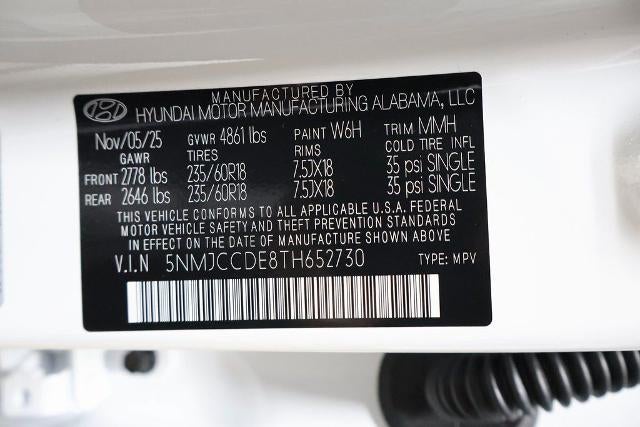 MANUFACTURED BY
HYUNDAI MOTOR MANUFACTURING ALABAMA, LLC
Nov/05/25 GVWR 4861 lbs PAINT W6H TRIM MMH
GAWR TIRES RIMS COLD TIRE INFL
FRONT 2778 lbs 235/60R18 7.5JX18 35 psi SINGLE
REAR 2646 lbs 235/60R18 7.5JX18 35 psi SINGLE
THIS VEHICLE CONFORMS TO ALL APPLICABLE U.S.A. FEDERAL
MOTOR VEHICLE SAFETY AND THEFT PREVENTION STANDARDS
IN EFFECT ON THE DATE OF MANUFACTURE SHOWN ABOVE
V.I.N 5NMJCCDE8TH652730 TYPE: MPV